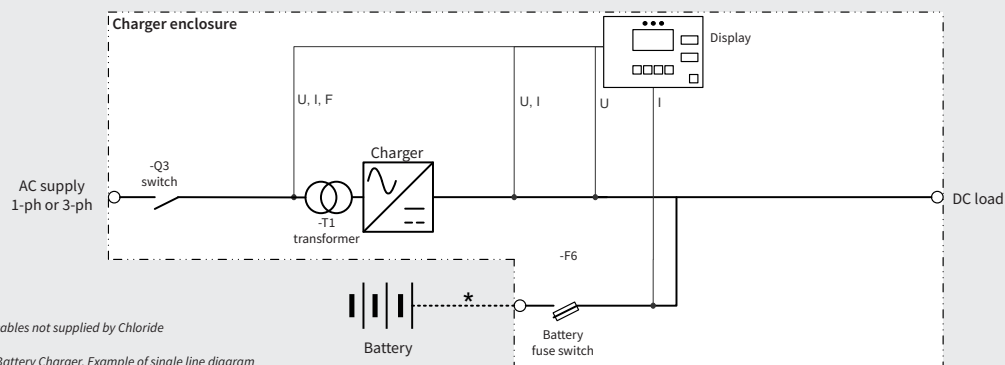 Charger enclosure
Display
U, I, F
U, I
U
I
-Q3
switch
Charger
AC supply
1-ph or 3-ph
DC load
-T1
transformer
-F6
*
ables not supplied by Chloride
Battery
Battery
fuse switch
Battery Charger. Example of single line diagram